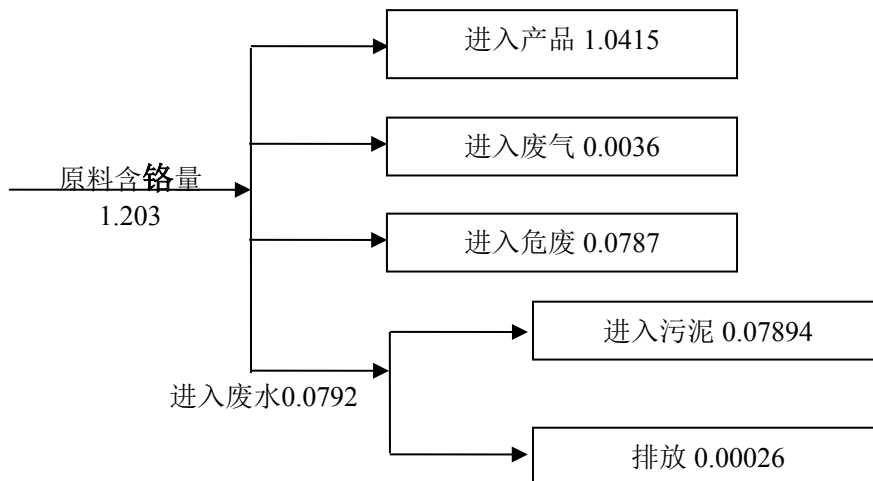 进入产品 1.0415
进入废气 0.0036
原料含铬量
1.203
进入危废 0.0787
进入污泥 0.07894
进入废水0.0792
排放 0.00026